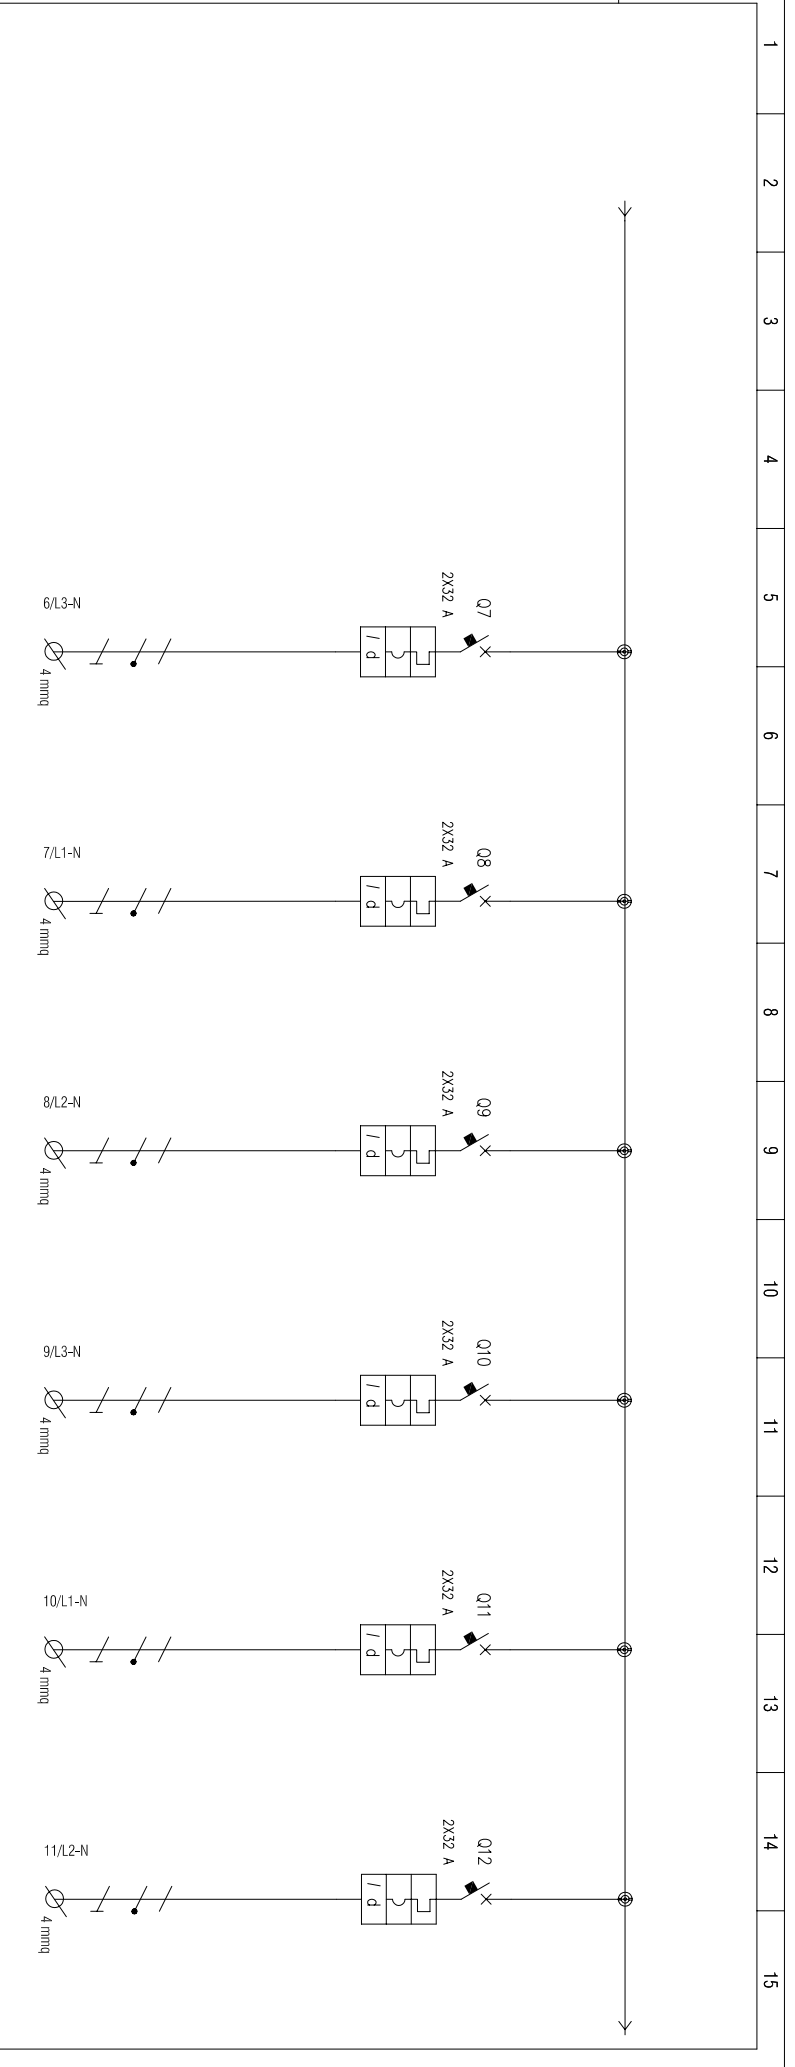 1
2
3
4
5
6
7
8
9
10
11
12
13
14
15
Q7
2X32 A
I d
6/L3-N
4 mmq
Q8
2X32 A
I d
7/L1-N
4 mmq
Q9
2X32 A
I d
8/L2-N
4 mmq
Q10
2X32 A
I d
9/L3-N
4 mmq
Q11
2X32 A
I d
10/L1-N
4 mmq
Q12
2X32 A
I d
11/L2-N
4 mmq